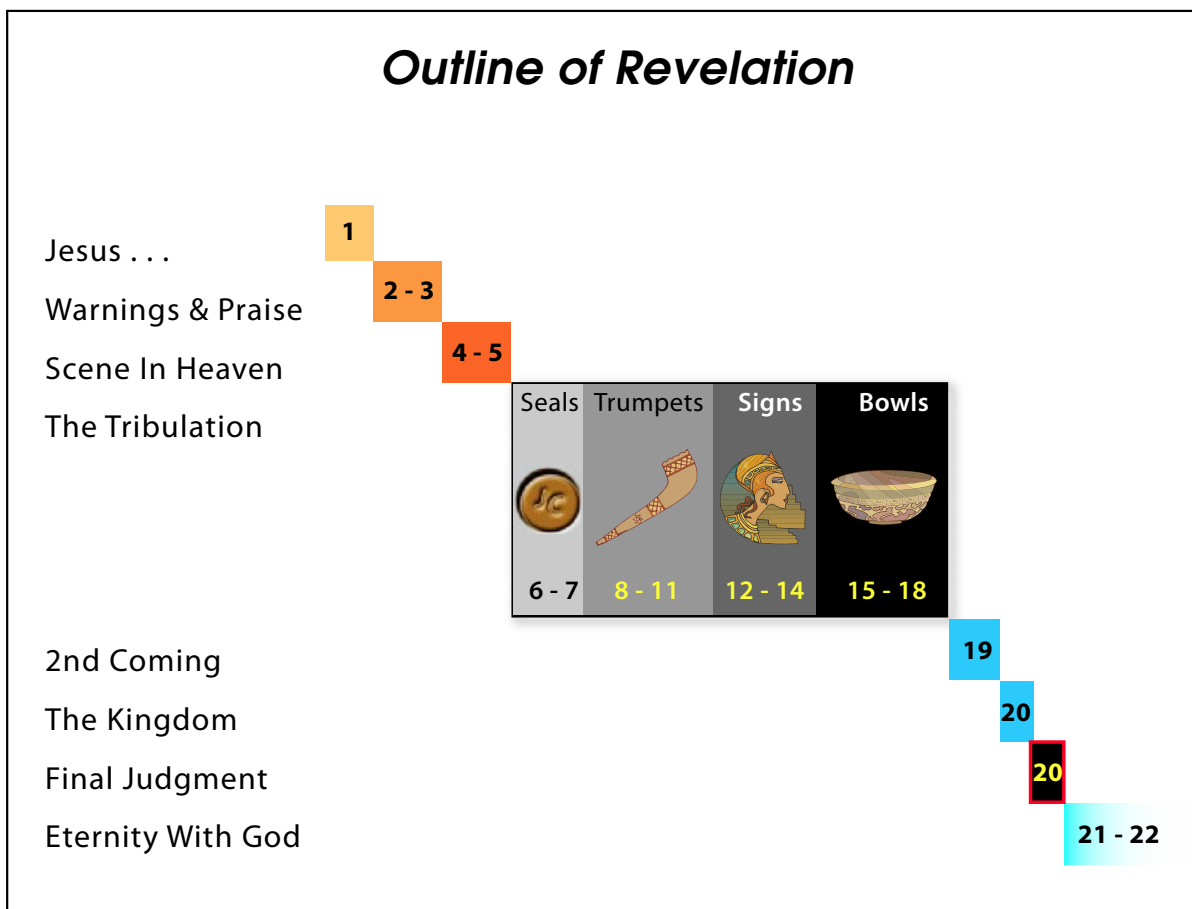 Outline of Revelation
Jesus . . .
1
Warnings & Praise
2 - 3
Scene In Heaven
4 - 5
The Tribulation
Seals Trumpets Signs Bowls
6 - 7 8 - 11 12 - 14 15 - 18
2nd Coming
19
The Kingdom
20
Final Judgment
20
Eternity With God
21 - 22